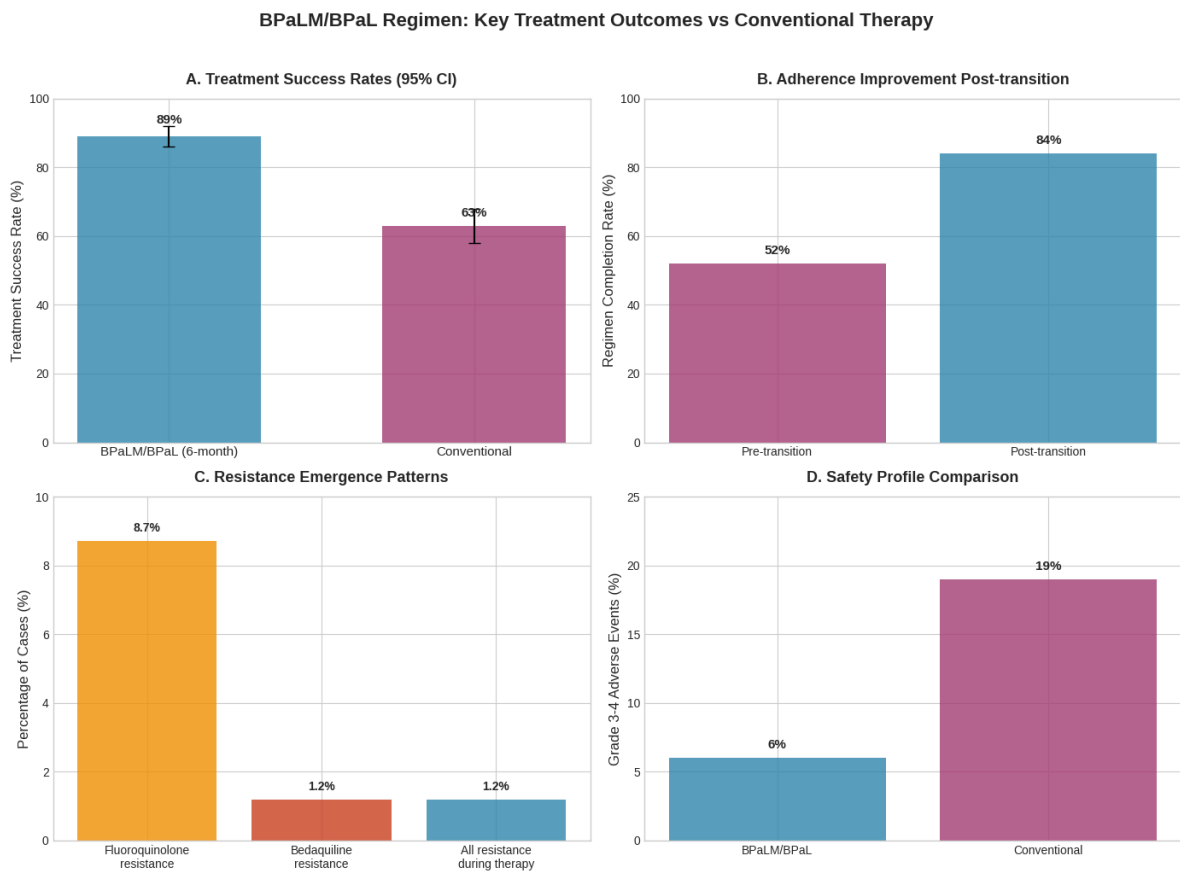 BPaLM/BPaL Regimen: Key Treatment Outcomes vs Conventional Therapy
A. Treatment Success Rates (95% CI)
Treatment Success Rate (%)
100
80
60
40
20
0
89%
63%
BPaLM/BPaL (6-month)
Conventional
B. Adherence Improvement Post-transition
Regimen Completion Rate (%)
100
80
60
40
20
0
52%
84%
Pre-transition
Post-transition
C. Resistance Emergence Patterns
Percentage of Cases (%)
10
8
6
4
2
0
8.7%
1.2%
1.2%
Fluoroquinolone
resistance
Bedaquiline
resistance
All resistance
during therapy
D. Safety Profile Comparison
Grade 3-4 Adverse Events (%)
25
20
15
10
5
0
6%
19%
BPaLM/BPaL
Conventional